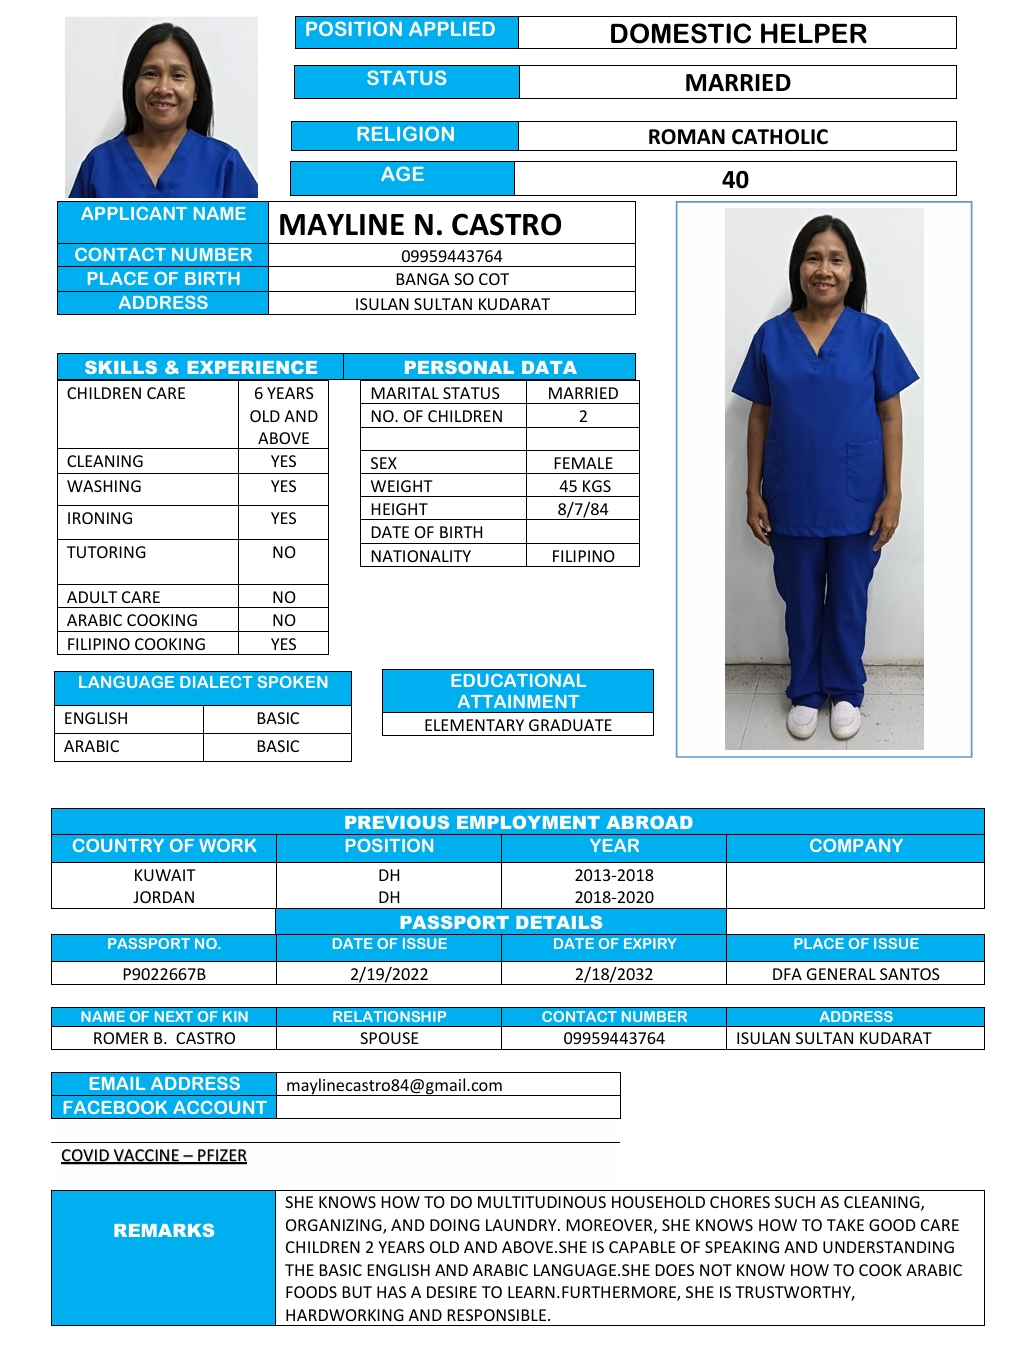 POSITION APPLIED DOMESTIC HELPER
STATUS MARRIED
RELIGION ROMAN CATHOLIC
AGE 40
APPLICANT NAME MAYLINE N. CASTRO
CONTACT NUMBER 09959443764
PLACE OF BIRTH BANGA SO COT
ADDRESS ISULAN SULTAN KUDARAT
SKILLS & EXPERIENCE
CHILDREN CARE 6 YEARS
OLD AND
ABOVE
CLEANING YES
WASHING YES
IRONING YES
TUTORING NO
ADULT CARE NO
ARABIC COOKING NO
FILIPINO COOKING YES
PERSONAL DATA
MARITAL STATUS MARRIED
NO. OF CHILDREN 2
SEX FEMALE
WEIGHT 45 KGS
HEIGHT 8/7/84
DATE OF BIRTH
NATIONALITY FILIPINO
LANGUAGE DIALECT SPOKEN
ENGLISH BASIC
ARABIC BASIC
EDUCATIONAL
ATTAINMENT
ELEMENTARY GRADUATE
PREVIOUS EMPLOYMENT ABROAD
COUNTRY OF WORK POSITION YEAR COMPANY
KUWAIT DH 2013-2018
JORDAN DH 2018-2020
PASSPORT DETAILS
PASSPORT NO. DATE OF ISSUE DATE OF EXPIRY PLACE OF ISSUE
P9022667B 2/19/2022 2/18/2032 DFA GENERAL SANTOS
NAME OF NEXT OF KIN RELATIONSHIP CONTACT NUMBER ADDRESS
ROMER B. CASTRO SPOUSE 09959443764 ISULAN SULTAN KUDARAT
EMAIL ADDRESS maylinecastro84@gmail.com
FACEBOOK ACCOUNT
COVID VACCINE – PFIZER
REMARKS
SHE KNOWS HOW TO DO MULTITUDINOUS HOUSEHOLD CHORES SUCH AS CLEANING,
ORGANIZING, AND DOING LAUNDRY. MOREOVER, SHE KNOWS HOW TO TAKE GOOD CARE
CHILDREN 2 YEARS OLD AND ABOVE.SHE IS CAPABLE OF SPEAKING AND UNDERSTANDING
THE BASIC ENGLISH AND ARABIC LANGUAGE.SHE DOES NOT KNOW HOW TO COOK ARABIC
FOODS BUT HAS A DESIRE TO LEARN.FURTHERMORE, SHE IS TRUSTWORTHY,
HARDWORKING AND RESPONSIBLE.